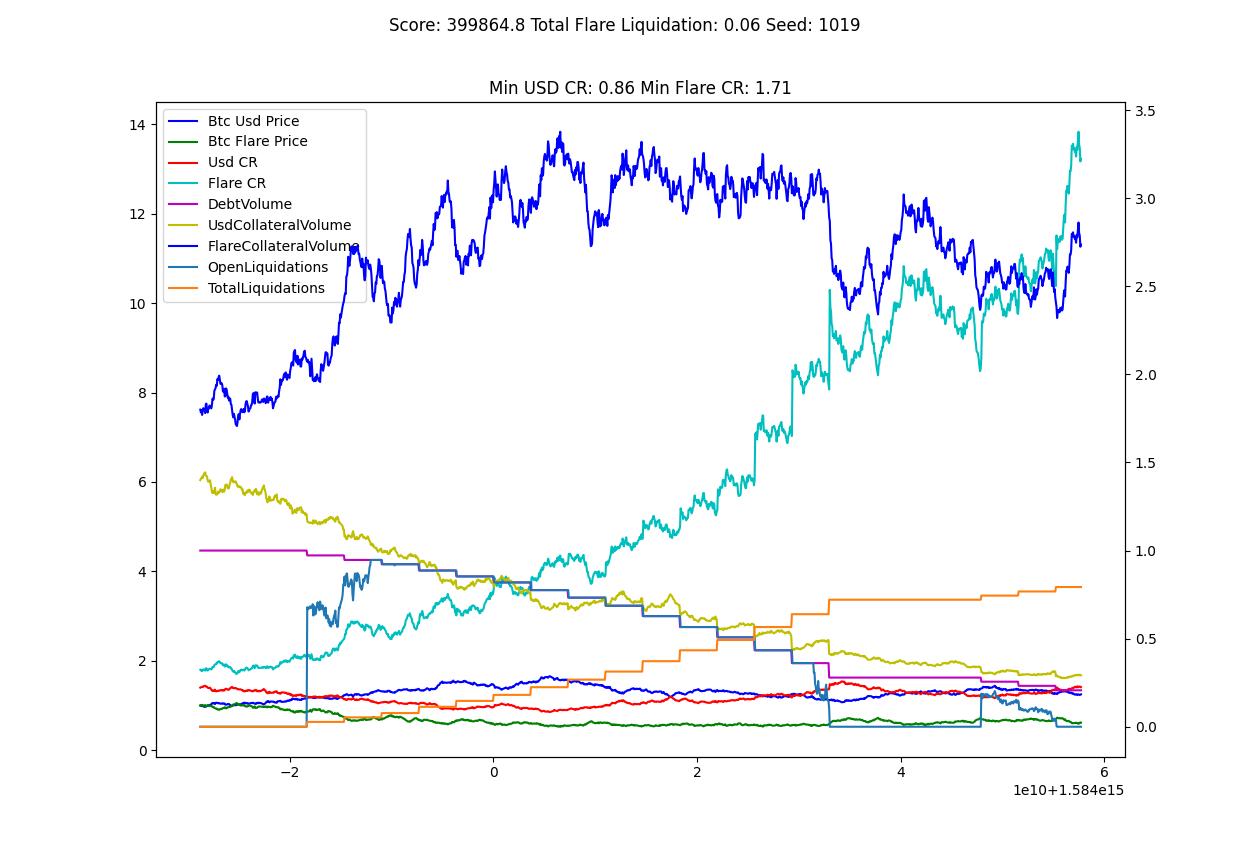 Score: 399864.8 Total Flare Liquidation: 0.06 Seed: 1019
Min USD CR: 0.86 Min Flare CR: 1.71
Btc Usd Price
Btc Flare Price
Usd CR
Flare CR
DebtVolume
UsdCollateralVolume
FlareCollateralVolume
OpenLiquidations
TotalLiquidations
14
12
10
8
6
4
2
0
3.5
3.0
2.5
2.0
1.5
1.0
0.5
0.0
−2
0
2
4
6
1e10+1.584e15